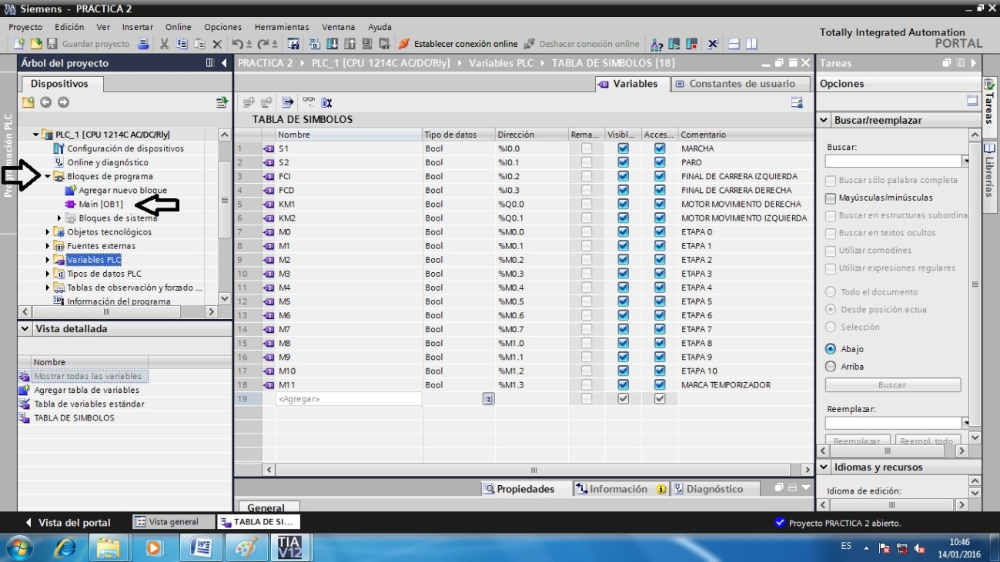 Siemens - PRACTICA 2
Proyecto Edición Ver Insertar Online Opciones Herramientas Ventana Ayuda
Totally Integrated Automation
PORTAL
Guardar proyecto Establecer conexión online Deshacer conexión online
Árbol del proyecto
Dispositivos
PLC_1 [CPU 1214C AC/DC/Rly]
Configuración de dispositivos
Online y diagnóstico
Bloques de programa
Agregar nuevo bloque
Main [OB1]
Bloques de sistema
Objetos tecnológicos
Fuentes externas
Variables PLC
Tipos de datos PLC
Tablas de observación y forzado ...
Información del programa
Vista detallada
Nombre
Mostrar todas las variables
Agregar tabla de variables
Tabla de variables estándar
TABLA DE SIMBOLOS
PRACTICA 2 PLC_1 [CPU 1214C AC/DC/Rly] Variables PLC TABLA DE SIMBOLOS [18]
Variables Constantes de usuario
TABLA DE SIMBOLOS
Nombre Tipo de datos Dirección Rema... Visibl... Acces... Comentario
1 S1 Bool %I0.0 MARCHA
2 S2 Bool %I0.1 PARO
3 FCI Bool %I0.2 FINAL DE CARRERA IZQUIERDA
4 FCD Bool %I0.3 FINAL DE CARRERA DERECHA
5 KM1 Bool %Q0.0 MOTOR MOVIMIENTO DERECHA
6 KM2 Bool %Q0.1 MOTOR MOVIMIENTO IZQUIERDA
7 M0 Bool %M0.0 ETAPA 0
8 M1 Bool %M0.1 ETAPA 1
9 M2 Bool %M0.2 ETAPA 2
10 M3 Bool %M0.3 ETAPA 3
11 M4 Bool %M0.4 ETAPA 4
12 M5 Bool %M0.5 ETAPA 5
13 M6 Bool %M0.6 ETAPA 6
14 M7 Bool %M0.7 ETAPA 7
15 M8 Bool %M1.0 ETAPA 8
16 M9 Bool %M1.1 ETAPA 9
17 M10 Bool %M1.2 ETAPA 10
18 M11 Bool %M1.3 MARCA TEMPORIZADOR
19 <Agregar>
Propiedades Información Diagnóstico
General
Tareas
Opciones
Buscar/reemplazar
Buscar:
Buscar sólo palabra completa
Mayúsculas/minúsculas
Buscar en estructuras subordina
Buscar en textos ocultos
Utilizar comodines
Utilizar expresiones regulares
Todo el documento
Desde posición actua
Selección
Abajo
Arriba
Buscar
Reemplazar:
Reemplazar Reempl. todo
Idiomas y recursos
Idioma de edición:
Tareas
Librerías
Vista del portal Vista general TABLA DE SI... Proyecto PRACTICA 2 abierto.
TIA
V12
ES
10:46
14/01/2016